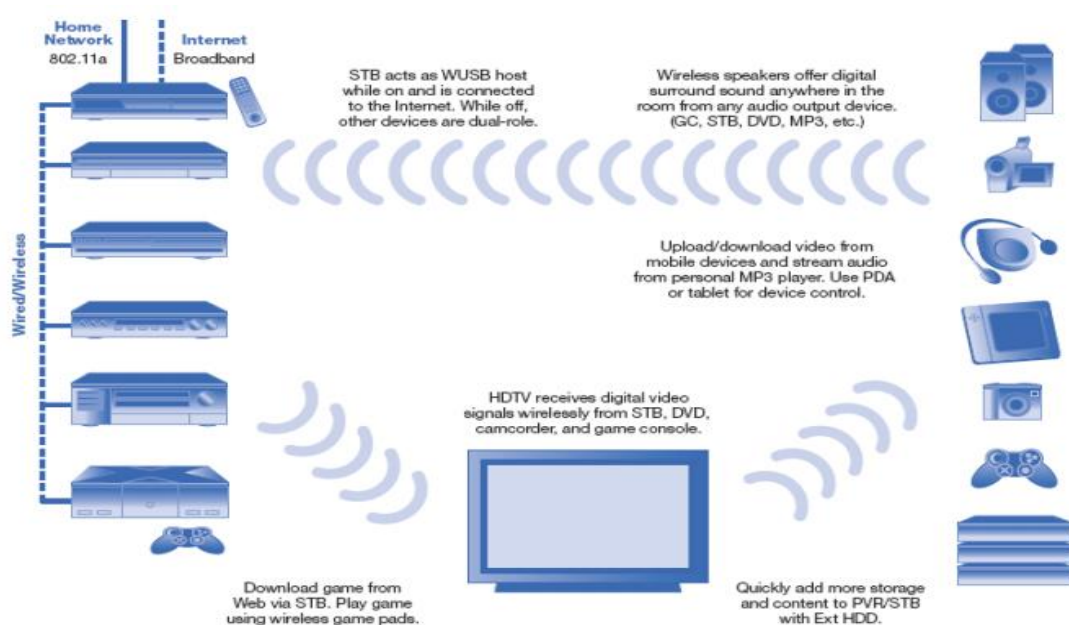 Home
Network
802.11a
Internet
Broadband
STB acts as WUSB host
while on and is connected
to the Internet. While off,
other devices are dual-role.
Wireless speakers offer digital
surround sound anywhere in the
room from any audio output device.
(GC, STB, DVD, MP3, etc.)
Wired/Wireless
Upload/download video from
mobile devices and stream audio
from personal MP3 player. Use PDA
or tablet for device control.
HDTV receives digital video
signals wirelessly from STB, DVD,
camcorder, and game console.
Download game from
Web via STB. Play game
using wireless game pads.
Quickly add more storage
and content to PVR/STB
with Ext HDD.